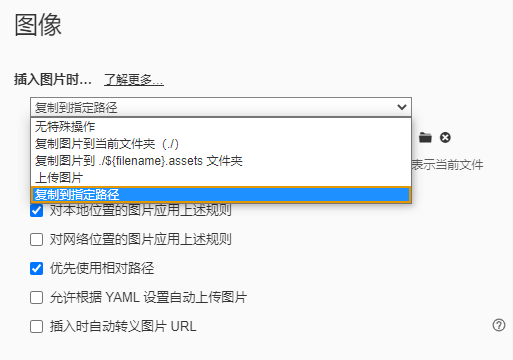 图像
插入图片时… 了解更多…
复制到指定路径
无特殊操作
复制图片到当前文件夹（./）
复制图片到 ./${filename}.assets 文件夹
上传图片
复制到指定路径
表示当前文件
对本地位置的图片应用上述规则
对网络位置的图片应用上述规则
优先使用相对路径
允许根据 YAML 设置自动上传图片
插入时自动转义图片 URL